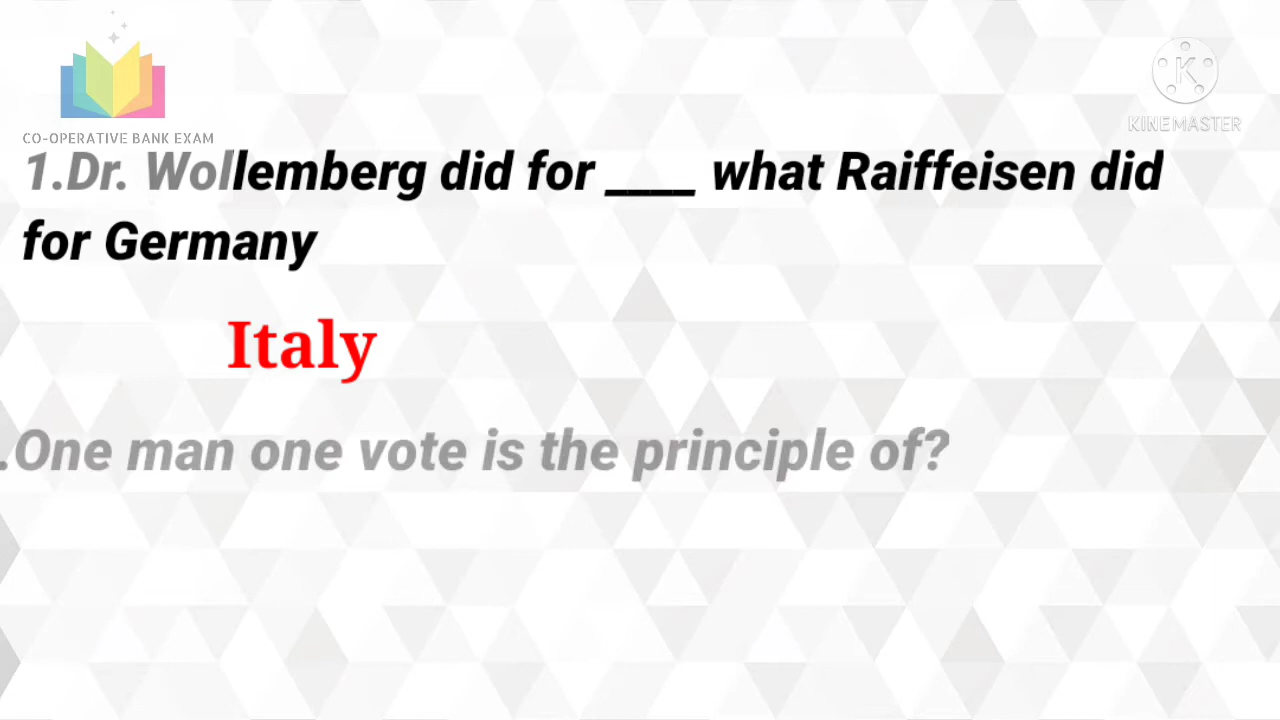 CO-OPERATIVE BANK EXAM
K
KINEMASTER
1.Dr. Wollemberg did for ____ what Raiffeisen did
for Germany
Italy
.One man one vote is the principle of?